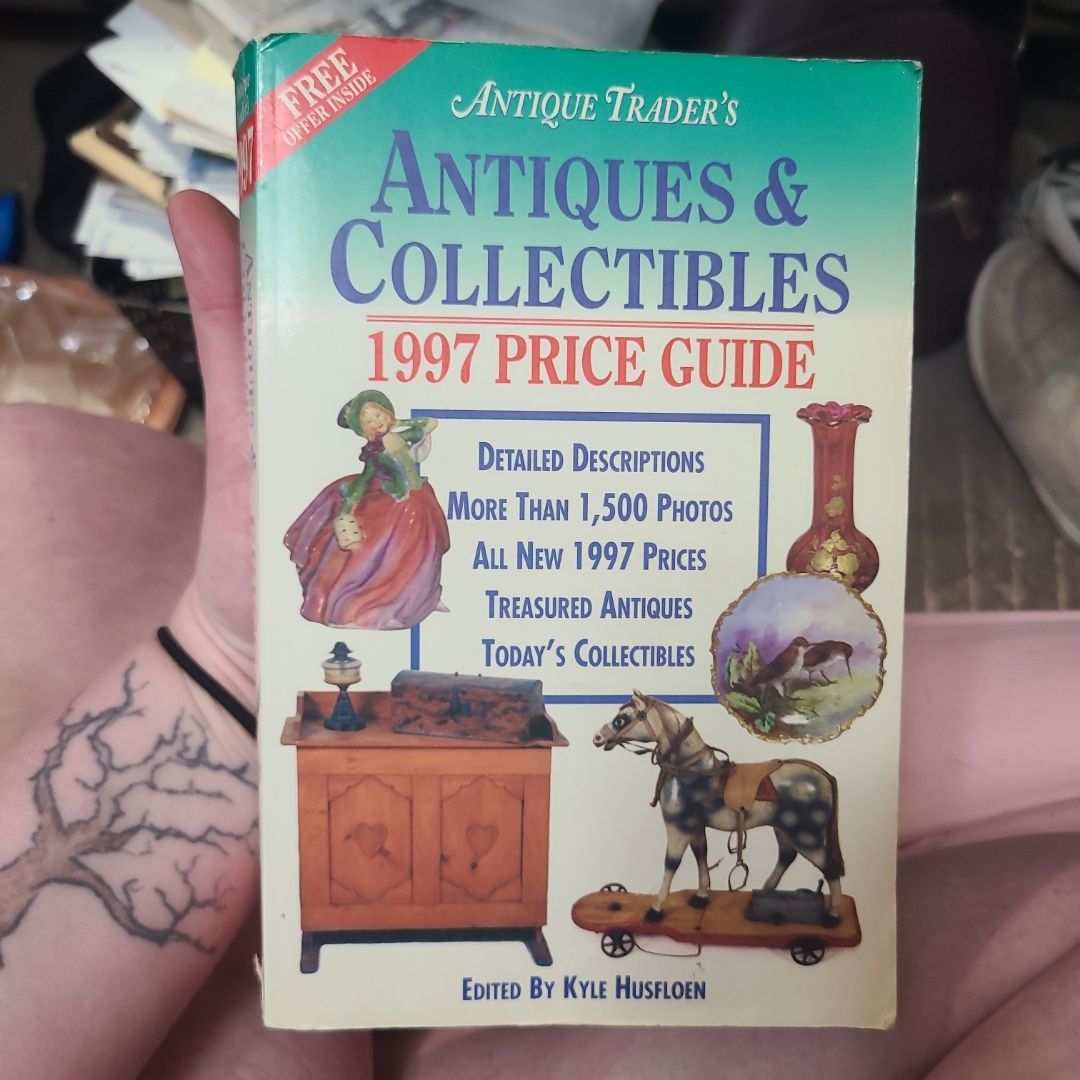 FREE
OFFER INSIDE
ANTIQUE TRADER'S
ANTIQUES &
COLLECTIBLES
1997 PRICE GUIDE
DETAILED DESCRIPTIONS
MORE THAN 1,500 PHOTOS
ALL NEW 1997 PRICES
TREASURED ANTIQUES
TODAY'S COLLECTIBLES
EDITED BY KYLE HUSFLOEN